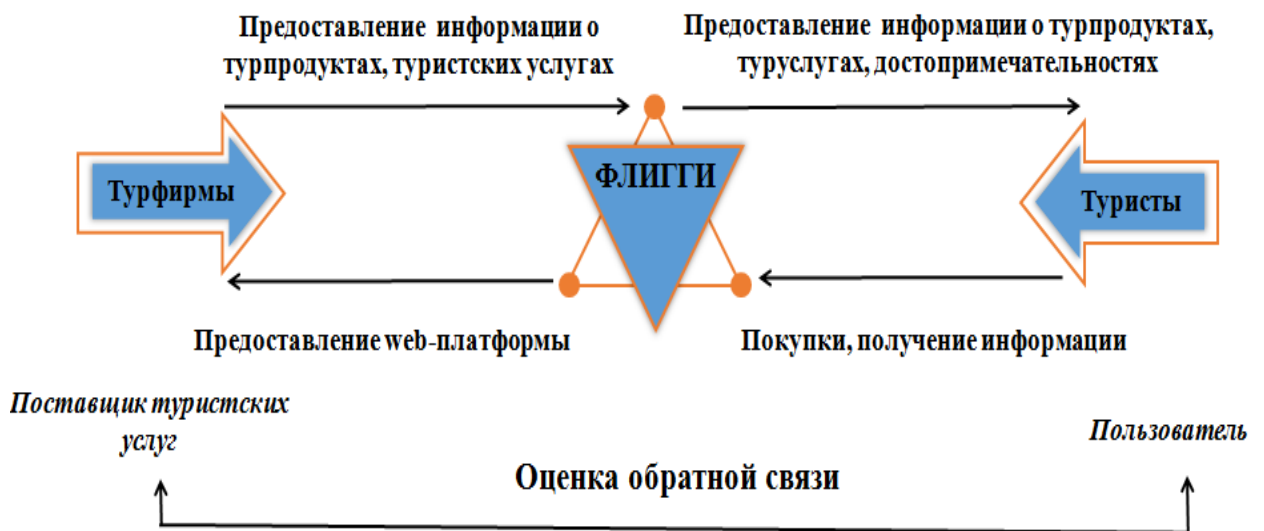 Предоставление информации о
турпродуктах, туристских услугах
Предоставление информации о турпродуктах,
туруслугах, достопримечательностях
Турфирмы
ФЛИГГИ
Туристы
Предоставление web-платформы
Покупки, получение информации
Поставщик туристских
услуг
Пользователь
Оценка обратной связи